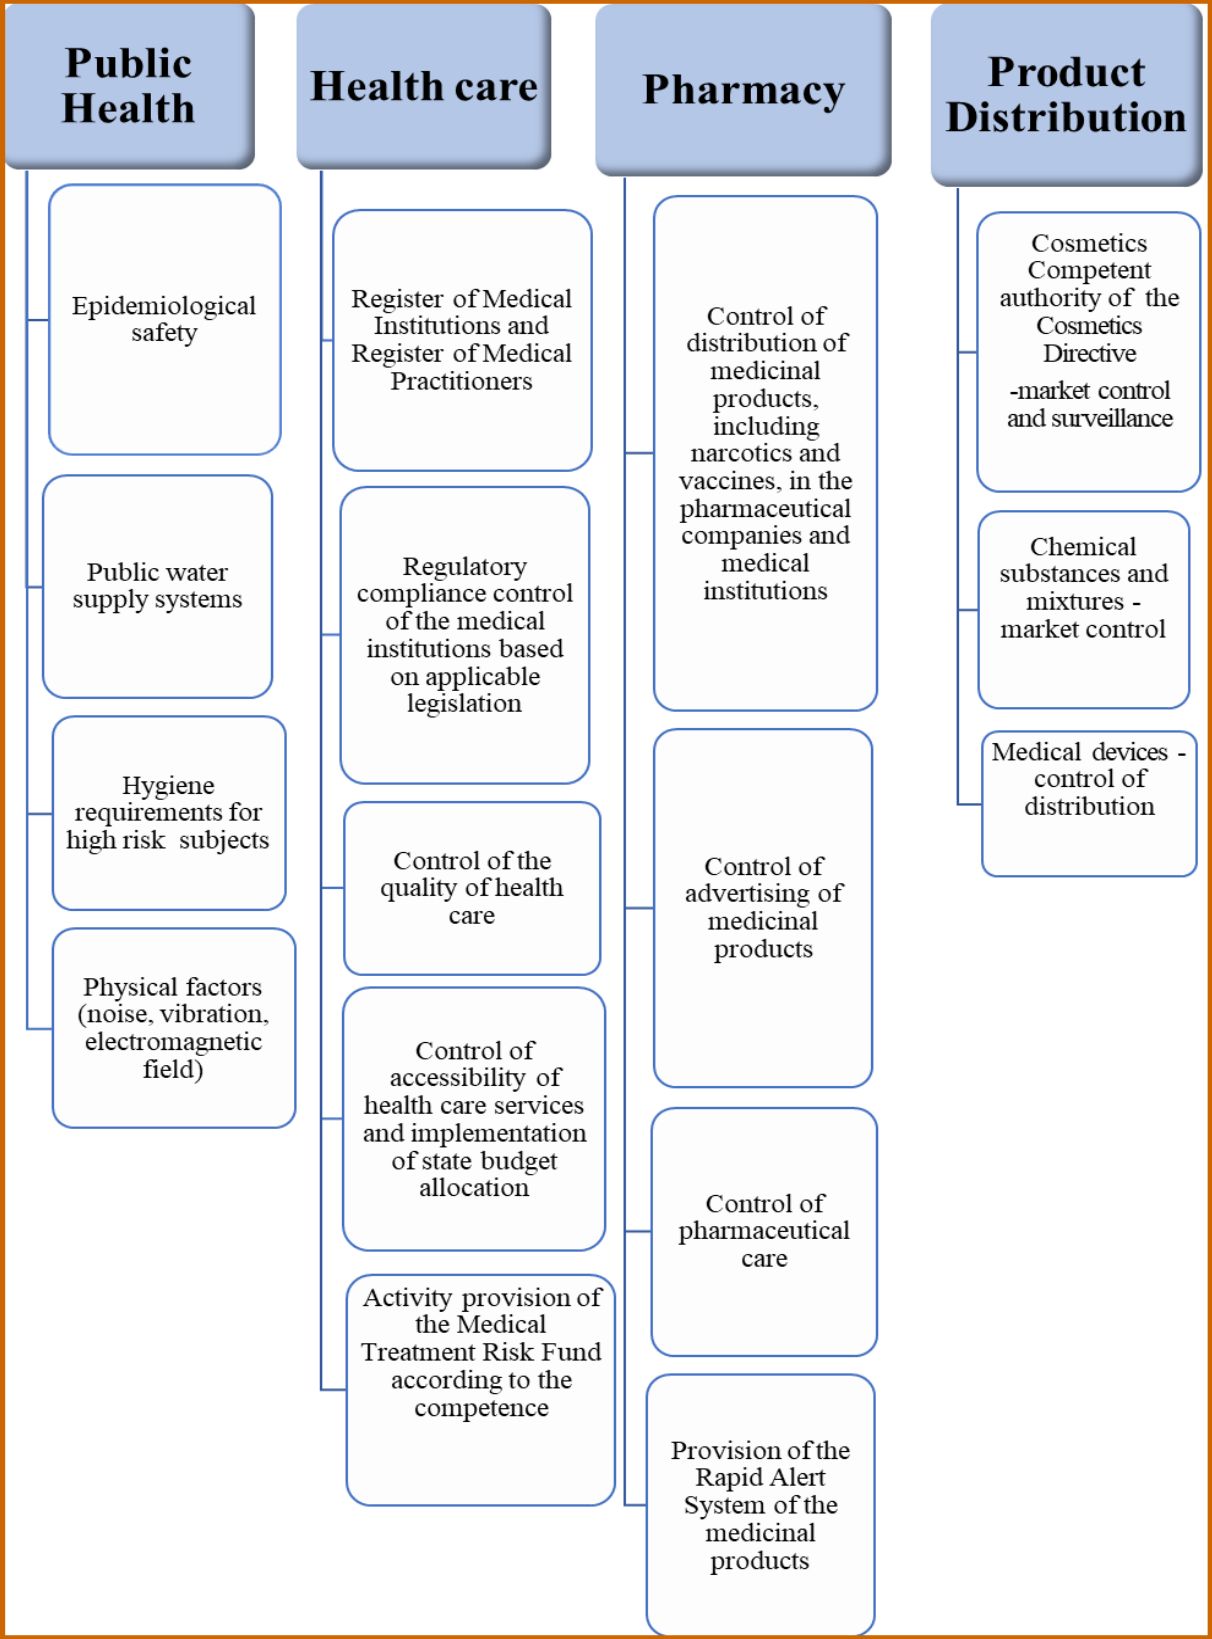 Public
Health
Epidemiological
safety
Public water
supply systems
Hygiene
requirements for
high risk subjects
Physical factors
(noise, vibration,
electromagnetic
field)
Health care
Register of Medical
Institutions and
Register of Medical
Practitioners
Regulatory
compliance control
of the medical
institutions based
on applicable
legislation
Control of the
quality of health
care
Control of
accessibility of
health care services
and implementation
of state budget
allocation
Activity provision of
the Medical
Treatment Risk Fund
according to the
competence
Pharmacy
Control of
distribution of
medicinal
products,
including
narcotics and
vaccines, in the
pharmaceutical
companies and
medical
institutions
Control of
advertising of
medicinal
products
Control of
pharmaceutical
care
Provision of the
Rapid Alert
System of the
medicinal
products
Product
Distribution
Cosmetics
Competent
authority of the
Cosmetics
Directive
-market control
and surveillance
Chemical
substances and
mixtures -
market control
Medical devices -
control of
distribution